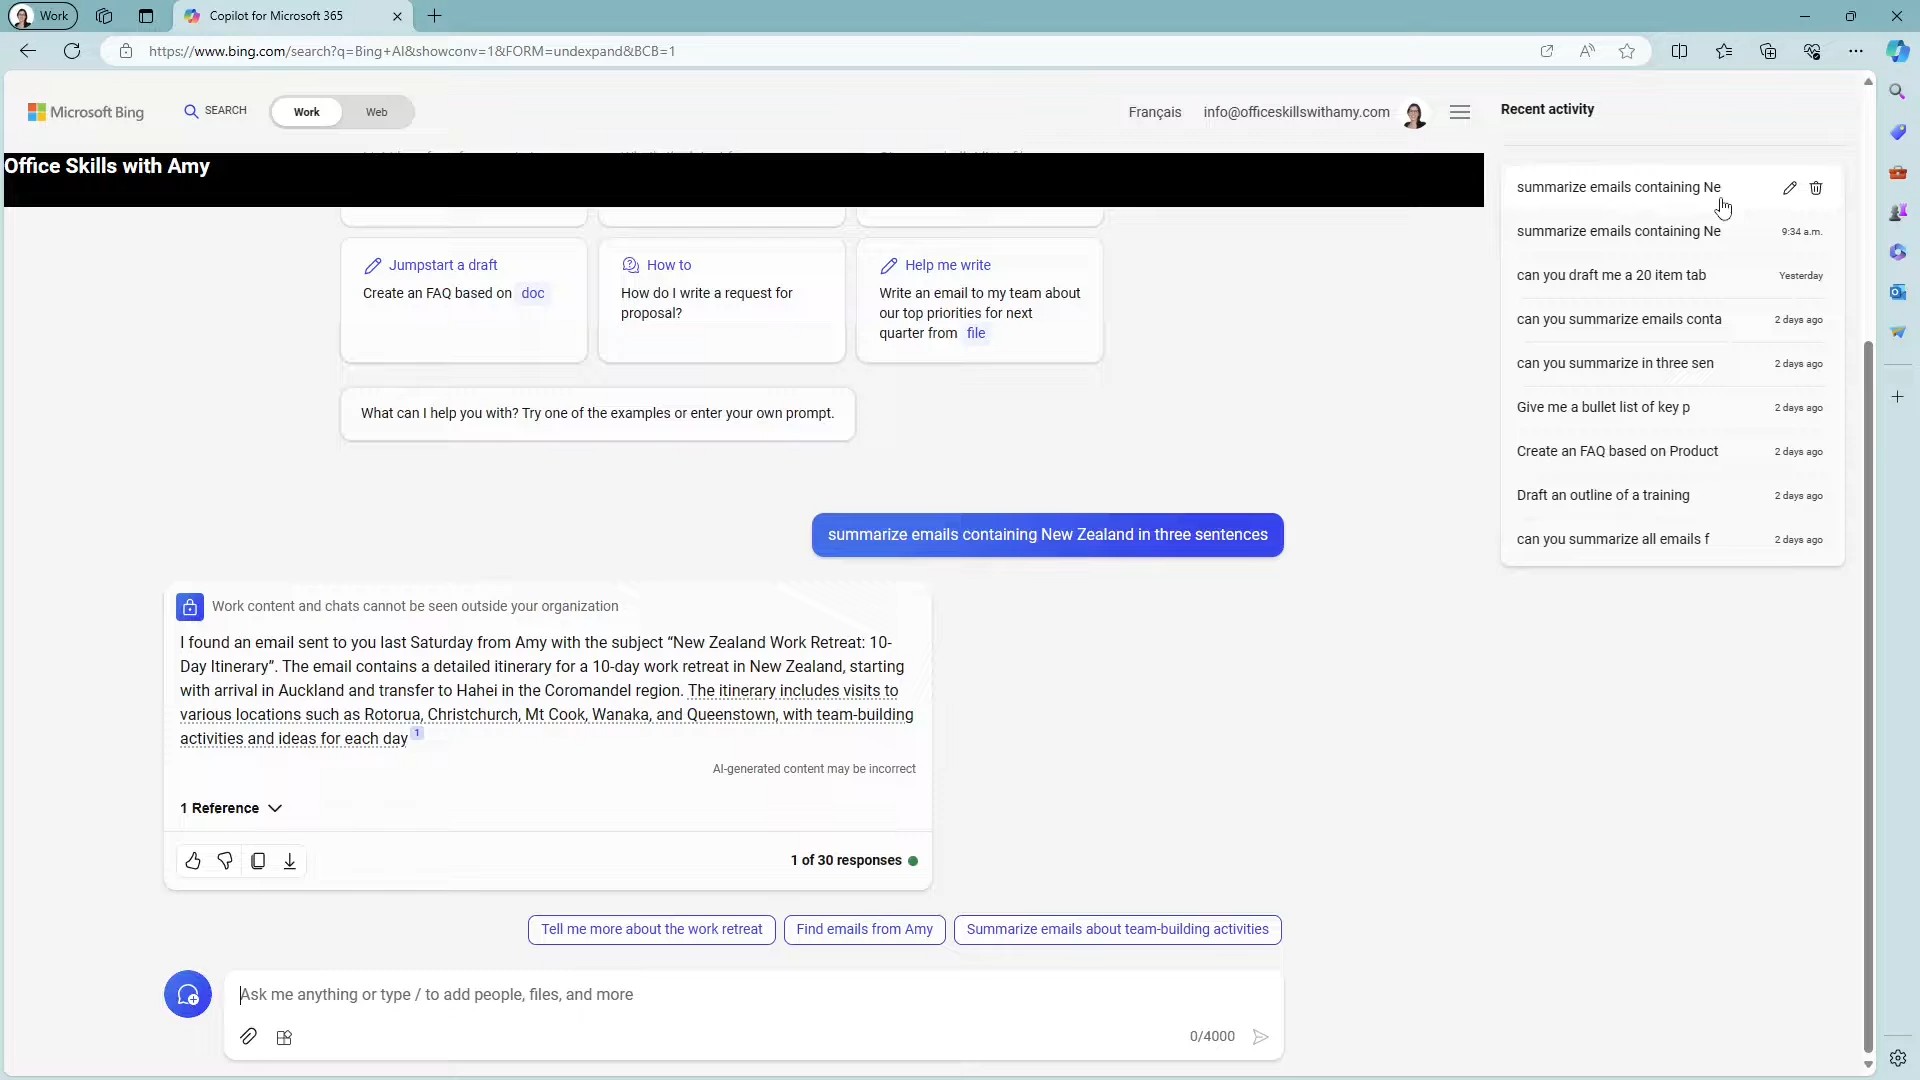 Work
Copilot for Microsoft 365
https://www.bing.com/search?q=Bing+AI&showconv=1&FORM=undexpand&BCB=1
Microsoft Bing
SEARCH
Work
Web
Français
info@officeskillswithamy.com
Recent activity
Office Skills with Amy
summarize emails containing Ne
summarize emails containing Ne
9:34 a.m.
can you draft me a 20 item tab
Yesterday
can you summarize emails conta
2 days ago
can you summarize in three sen
2 days ago
Give me a bullet list of key p
2 days ago
Create an FAQ based on Product
2 days ago
Draft an outline of a training
2 days ago
can you summarize all emails f
2 days ago
Jumpstart a draft
Create an FAQ based on doc
How to
How do I write a request for
proposal?
Help me write
Write an email to my team about
our top priorities for next
quarter from file
What can I help you with? Try one of the examples or enter your own prompt.
summarize emails containing New Zealand in three sentences
Work content and chats cannot be seen outside your organization
I found an email sent to you last Saturday from Amy with the subject “New Zealand Work Retreat: 10-
Day Itinerary”. The email contains a detailed itinerary for a 10-day work retreat in New Zealand, starting
with arrival in Auckland and transfer to Hahei in the Coromandel region. The itinerary includes visits to
various locations such as Rotorua, Christchurch, Mt Cook, Wanaka, and Queenstown, with team-building
activities and ideas for each day 1
AI-generated content may be incorrect
1 Reference
1 of 30 responses
Tell me more about the work retreat
Find emails from Amy
Summarize emails about team-building activities
Ask me anything or type / to add people, files, and more
0/4000